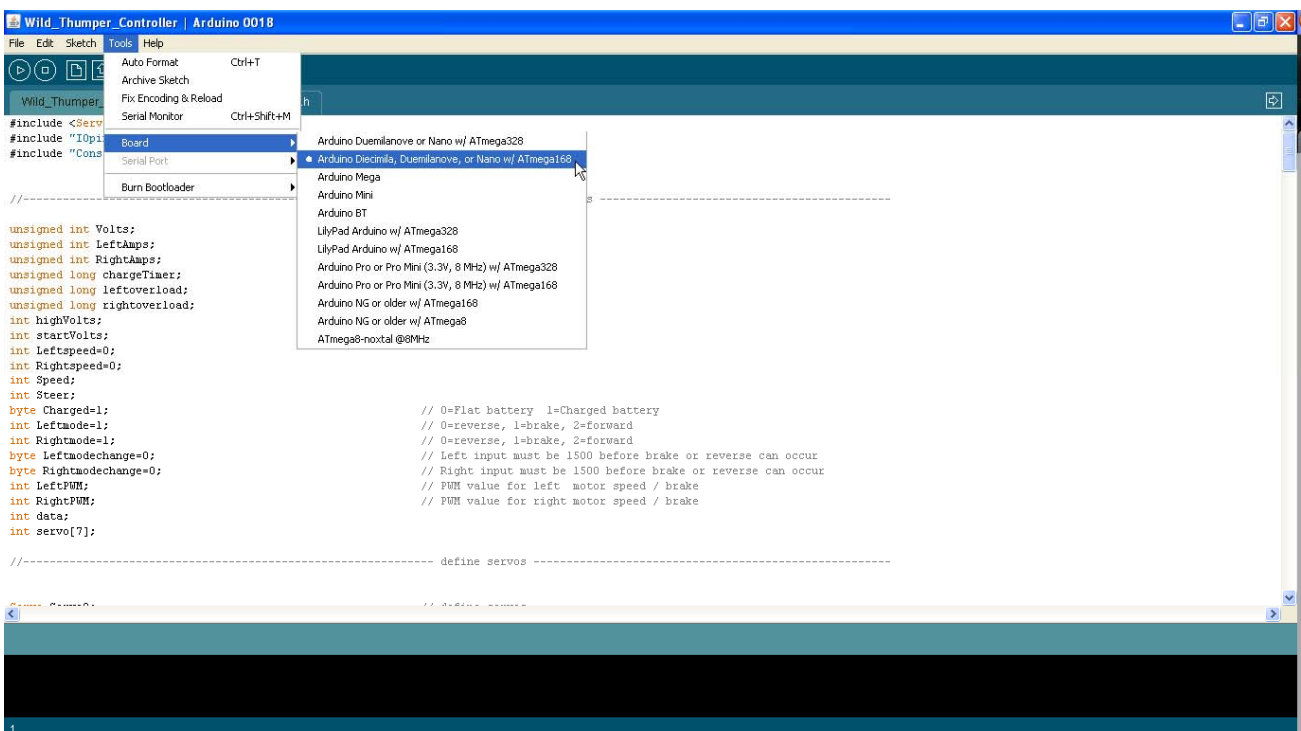 Wild_Thumper_Controller | Arduino 0018
File Edit Sketch Tools Help
Auto Format Ctrl+T
Archive Sketch
Fix Encoding & Reload
Serial Monitor Ctrl+Shift+M
Board
Serial Port
Burn Bootloader
Arduino Duemilanove or Nano w/ ATmega328
Arduino Diecimila, Duemilanove, or Nano w/ ATmega168
Arduino Mega
Arduino Mini
Arduino BT
LilyPad Arduino w/ ATmega328
LilyPad Arduino w/ ATmega168
Arduino Pro or Pro Mini (3.3V, 8 MHz) w/ ATmega328
Arduino Pro or Pro Mini (3.3V, 8 MHz) w/ ATmega168
Arduino NG or older w/ ATmega168
Arduino NG or older w/ ATmega8
ATmega8-noxtal @8MHz
Wild_Thumper_ .h
#include <Serv
#include "IOpi
#include "Cons
//--------------------------------------------- s --------------------------------------------
unsigned int Volts;
unsigned int LeftAmps;
unsigned int RightAmps;
unsigned long chargeTimer;
unsigned long leftoverload;
unsigned long rightoverload;
int highVolts;
int startVolts;
int Leftspeed=0;
int Rightspeed=0;
int Speed;
int Steer;
byte Charged=1; // 0=Flat battery 1=Charged battery
int Leftmode=1; // 0=reverse, 1=brake, 2=forward
int Rightmode=1; // 0=reverse, 1=brake, 2=forward
byte Leftmodechange=0; // Left input must be 1500 before brake or reverse can occur
byte Rightmodechange=0; // Right input must be 1500 before brake or reverse can occur
int LeftPWM; // PWM value for left motor speed / brake
int RightPWM; // PWM value for right motor speed / brake
int data;
int servo[7];
//-------------------------------------------------------------- define servos ------------------------------------------------------
1